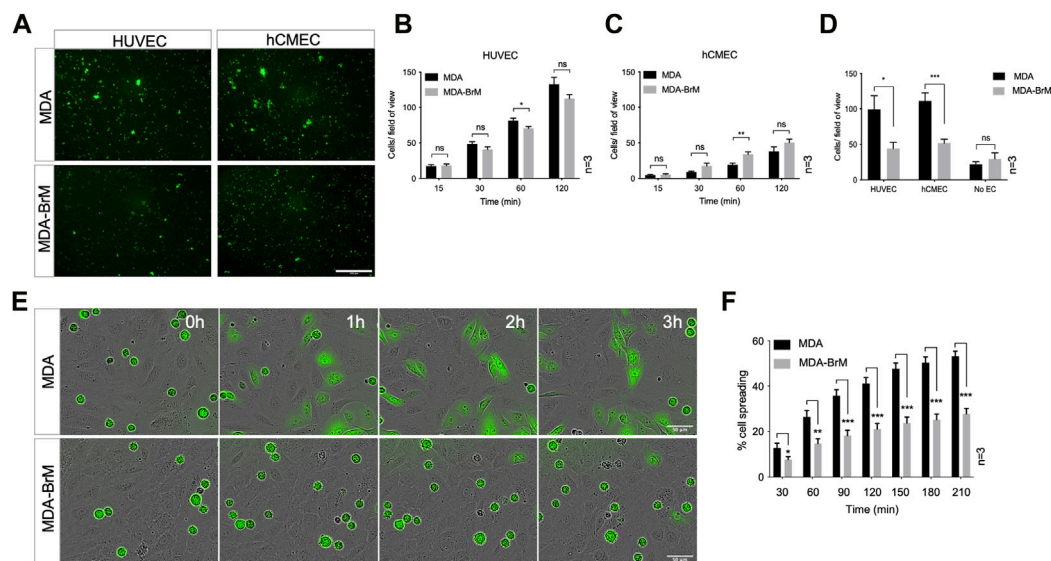 A
HUVEC
hCMEC
MDA
MDA-BrM
B
HUVEC
MDA
MDA-BrM
Cells/ field of view
150
100
50
0
ns
ns
*
ns
15
30
60
120
Time (min)
n=3
C
hCMEC
MDA
MDA-BrM
Cells/ field of view
150
100
50
0
ns
ns
**
ns
15
30
60
120
Time (min)
n=3
D
MDA
MDA-BrM
Cells/ field of view
150
100
50
0
*
***
ns
HUVEC
hCMEC
No EC
n=3
E
0h
1h
2h
3h
MDA
50 µm
MDA-BrM
50 µm
F
MDA
MDA-BrM
% cell spreading
60
40
20
0
*
**
***
***
***
***
***
30
60
90
120
150
180
210
Time (min)
n=3